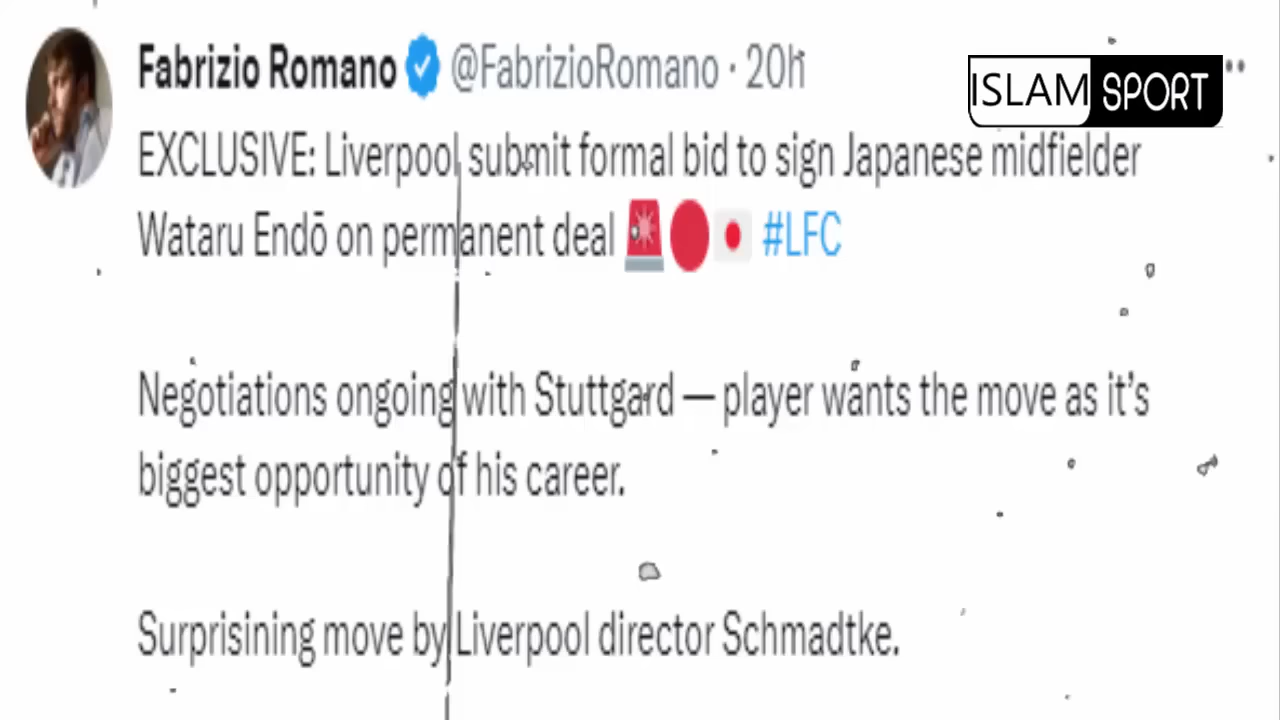 Fabrizio Romano @FabrizioRomano · 20h
ISLAM SPORT
EXCLUSIVE: Liverpool submit formal bid to sign Japanese midfielder
Wataru Endō on permanent deal 🚨🔴🇯🇵 #LFC
Negotiations ongoing with Stuttgard — player wants the move as it’s
biggest opportunity of his career.
Surprisining move by Liverpool director Schmadtke.